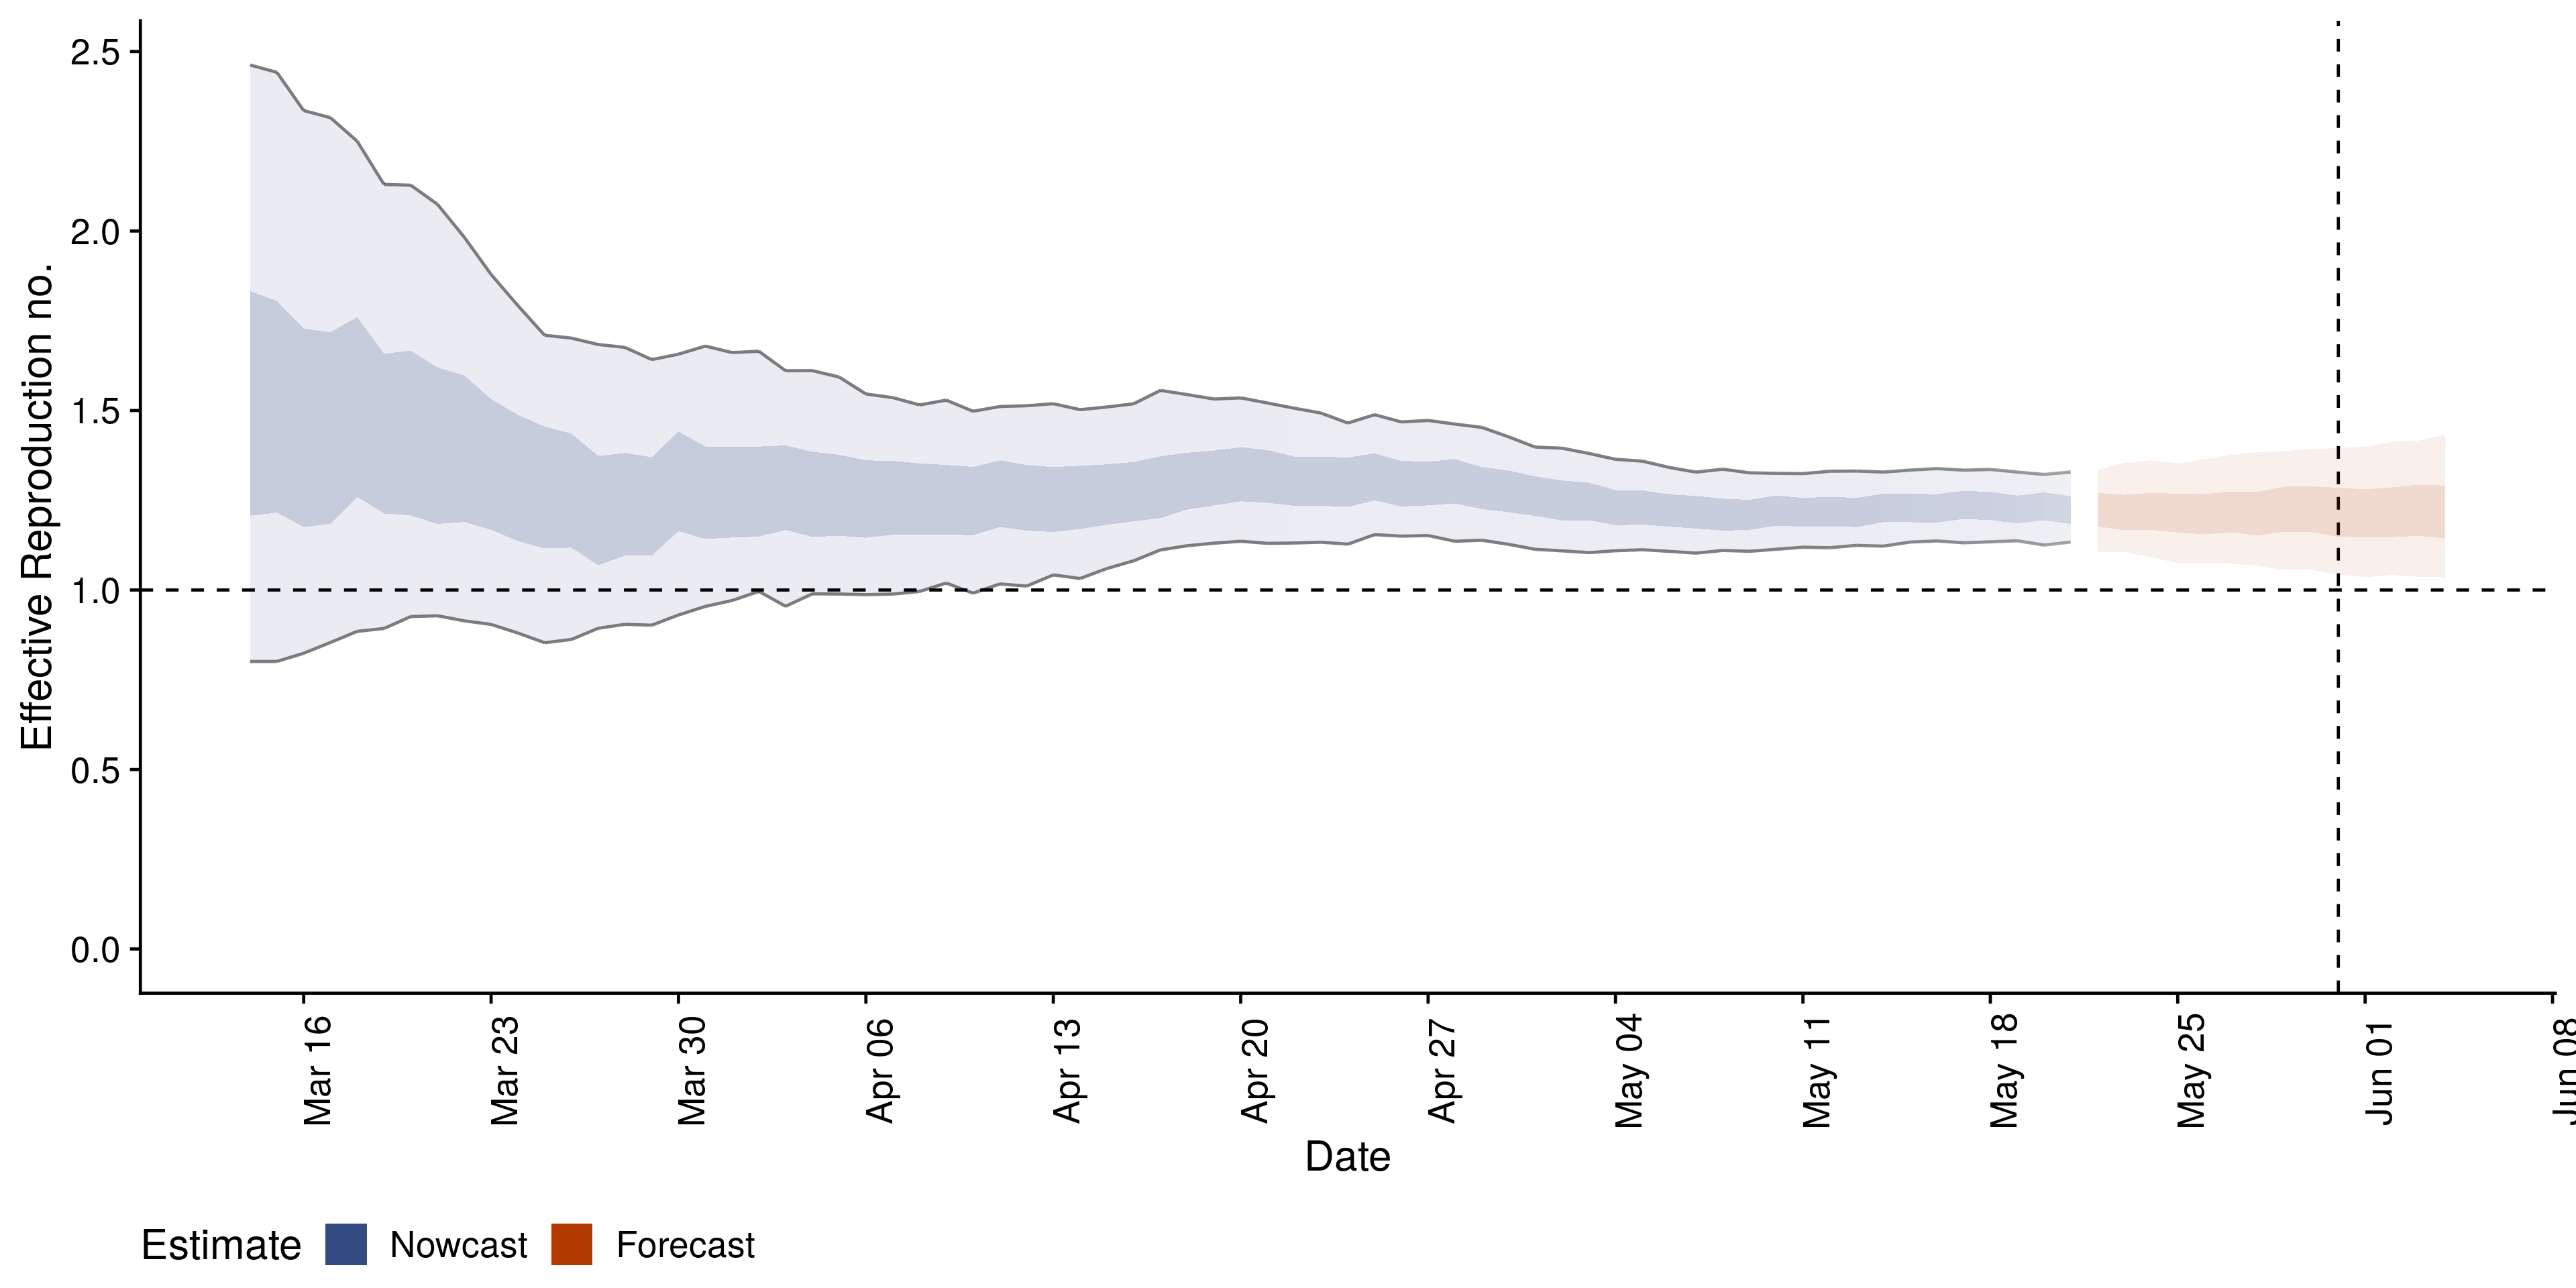 Effective Reproduction no.
2.5
2.0
1.5
1.0
0.5
0.0
Mar 16
Mar 23
Mar 30
Apr 06
Apr 13
Apr 20
Apr 27
May 04
May 11
May 18
May 25
Jun 01
Jun 08
Date
Estimate Nowcast Forecast